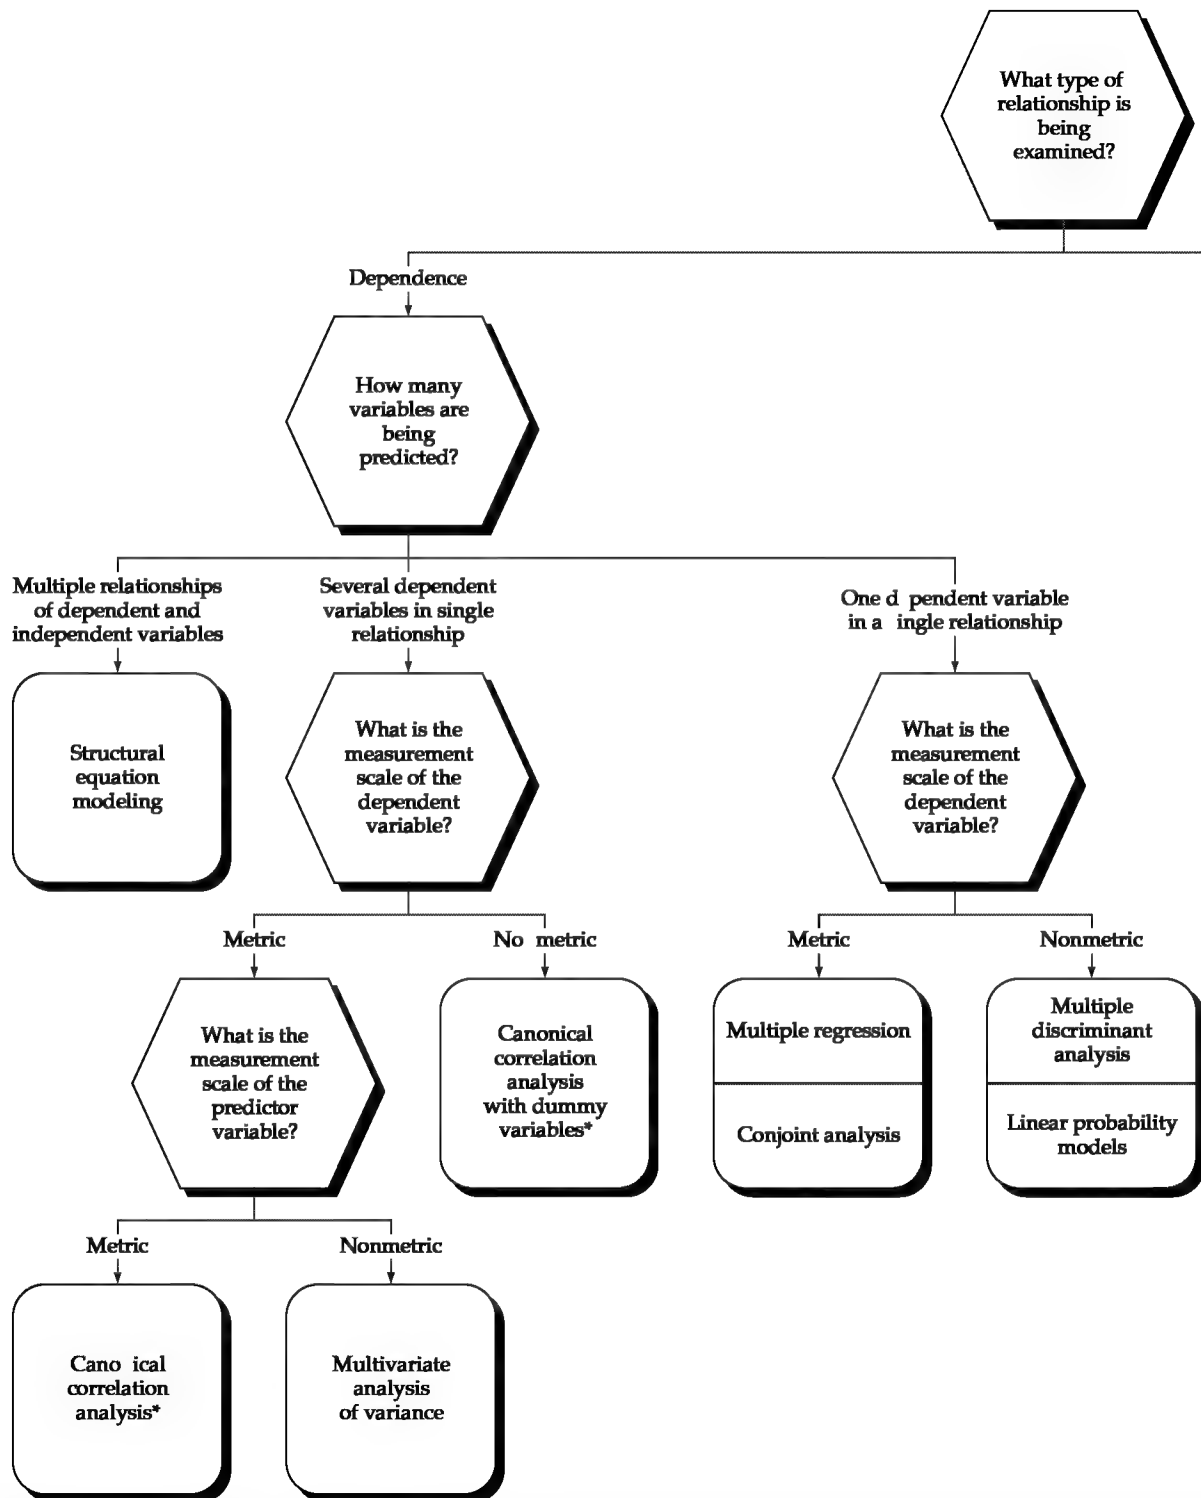 What type of
relationship is
being
examined?
Dependence
How many
variables are
being
predicted?
Multiple relationships
of dependent and
independent variables
Several dependent
variables in single
relationship
One d pendent variable
in a ingle relationship
Structural
equation
modeling
What is the
measurement
scale of the
dependent
variable?
What is the
measurement
scale of the
dependent
variable?
Metric
No metric
Metric
Nonmetric
What is the
measurement
scale of the
predictor
variable?
Canonical
correlation
analysis
with dummy
variables*
Multiple regression
Conjoint analysis
Multiple
discriminant
analysis
Linear probability
models
Metric
Nonmetric
Cano ical
correlation
analysis*
Multivariate
analysis
of variance